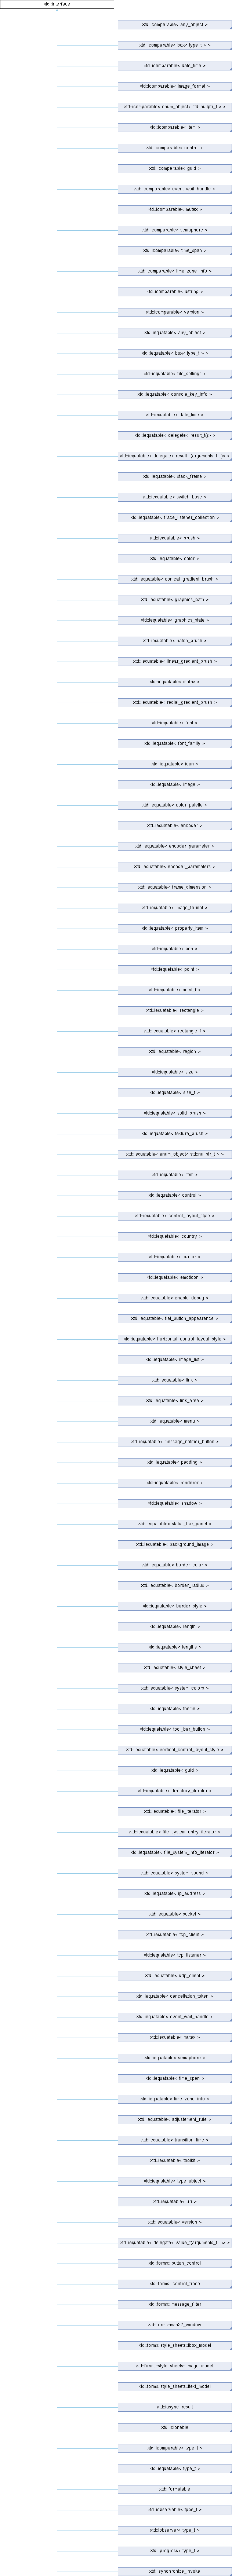 xtd::interface
xtd::icomparable< any_object >
xtd::icomparable< box< type_t > >
xtd::icomparable< date_time >
xtd::icomparable< image_format >
xtd::icomparable< enum_object< std::nullptr_t > >
xtd::icomparable< item >
xtd::icomparable< control >
xtd::icomparable< guid >
xtd::icomparable< event_wait_handle >
xtd::icomparable< mutex >
xtd::icomparable< semaphore >
xtd::icomparable< time_span >
xtd::icomparable< time_zone_info >
xtd::icomparable< ustring >
xtd::icomparable< version >
xtd::iequatable< any_object >
xtd::iequatable< box< type_t > >
xtd::iequatable< file_settings >
xtd::iequatable< console_key_info >
xtd::iequatable< date_time >
xtd::iequatable< delegate< result_t()> >
xtd::iequatable< delegate< result_t(arguments_t...)> >
xtd::iequatable< stack_frame >
xtd::iequatable< switch_base >
xtd::iequatable< trace_listener_collection >
xtd::iequatable< brush >
xtd::iequatable< color >
xtd::iequatable< conical_gradient_brush >
xtd::iequatable< graphics_path >
xtd::iequatable< graphics_state >
xtd::iequatable< hatch_brush >
xtd::iequatable< linear_gradient_brush >
xtd::iequatable< matrix >
xtd::iequatable< radial_gradient_brush >
xtd::iequatable< font >
xtd::iequatable< font_family >
xtd::iequatable< icon >
xtd::iequatable< image >
xtd::iequatable< color_palette >
xtd::iequatable< encoder >
xtd::iequatable< encoder_parameter >
xtd::iequatable< encoder_parameters >
xtd::iequatable< frame_dimension >
xtd::iequatable< image_format >
xtd::iequatable< property_item >
xtd::iequatable< pen >
xtd::iequatable< point >
xtd::iequatable< point_f >
xtd::iequatable< rectangle >
xtd::iequatable< rectangle_f >
xtd::iequatable< region >
xtd::iequatable< size >
xtd::iequatable< size_f >
xtd::iequatable< solid_brush >
xtd::iequatable< texture_brush >
xtd::iequatable< enum_object< std::nullptr_t > >
xtd::iequatable< item >
xtd::iequatable< control >
xtd::iequatable< control_layout_style >
xtd::iequatable< country >
xtd::iequatable< cursor >
xtd::iequatable< emoticon >
xtd::iequatable< enable_debug >
xtd::iequatable< flat_button_appearance >
xtd::iequatable< horizontal_control_layout_style >
xtd::iequatable< image_list >
xtd::iequatable< link >
xtd::iequatable< link_area >
xtd::iequatable< menu >
xtd::iequatable< message_notifier_button >
xtd::iequatable< padding >
xtd::iequatable< renderer >
xtd::iequatable< shadow >
xtd::iequatable< status_bar_panel >
xtd::iequatable< background_image >
xtd::iequatable< border_color >
xtd::iequatable< border_radius >
xtd::iequatable< border_style >
xtd::iequatable< length >
xtd::iequatable< lengths >
xtd::iequatable< style_sheet >
xtd::iequatable< system_colors >
xtd::iequatable< theme >
xtd::iequatable< tool_bar_button >
xtd::iequatable< vertical_control_layout_style >
xtd::iequatable< guid >
xtd::iequatable< directory_iterator >
xtd::iequatable< file_iterator >
xtd::iequatable< file_system_entry_iterator >
xtd::iequatable< file_system_info_iterator >
xtd::iequatable< system_sound >
xtd::iequatable< ip_address >
xtd::iequatable< socket >
xtd::iequatable< tcp_client >
xtd::iequatable< tcp_listener >
xtd::iequatable< udp_client >
xtd::iequatable< cancellation_token >
xtd::iequatable< event_wait_handle >
xtd::iequatable< mutex >
xtd::iequatable< semaphore >
xtd::iequatable< time_span >
xtd::iequatable< time_zone_info >
xtd::iequatable< adjustement_rule >
xtd::iequatable< transition_time >
xtd::iequatable< toolkit >
xtd::iequatable< type_object >
xtd::iequatable< uri >
xtd::iequatable< version >
xtd::iequatable< delegate< value_t(arguments_t...)> >
xtd::forms::ibutton_control
xtd::forms::icontrol_trace
xtd::forms::imessage_filter
xtd::forms::iwin32_window
xtd::forms::style_sheets::ibox_model
xtd::forms::style_sheets::iimage_model
xtd::forms::style_sheets::itext_model
xtd::iasync_result
xtd::iclonable
xtd::icomparable< type_t >
xtd::iequatable< type_t >
xtd::iformatable
xtd::iobservable< type_t >
xtd::iobserver< type_t >
xtd::iprogress< type_t >
xtd::isynchronize_invoke